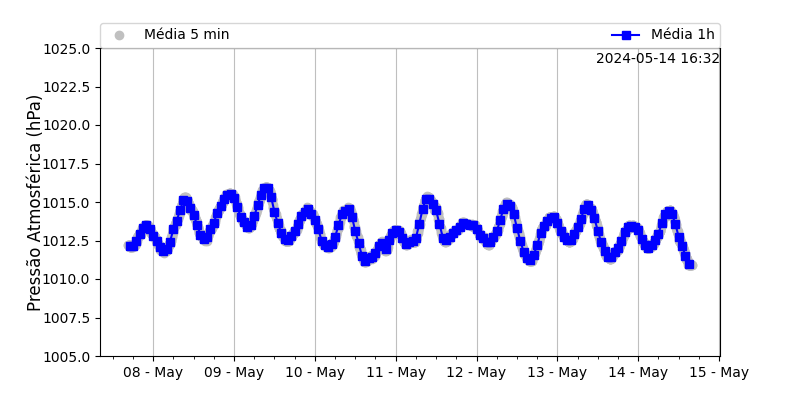 Média 5 min
Média 1h
2024-05-14 16:32
Pressão Atmosférica (hPa)
1025.0
1022.5
1020.0
1017.5
1015.0
1012.5
1010.0
1007.5
1005.0
08 - May 09 - May 10 - May 11 - May 12 - May 13 - May 14 - May 15 - May